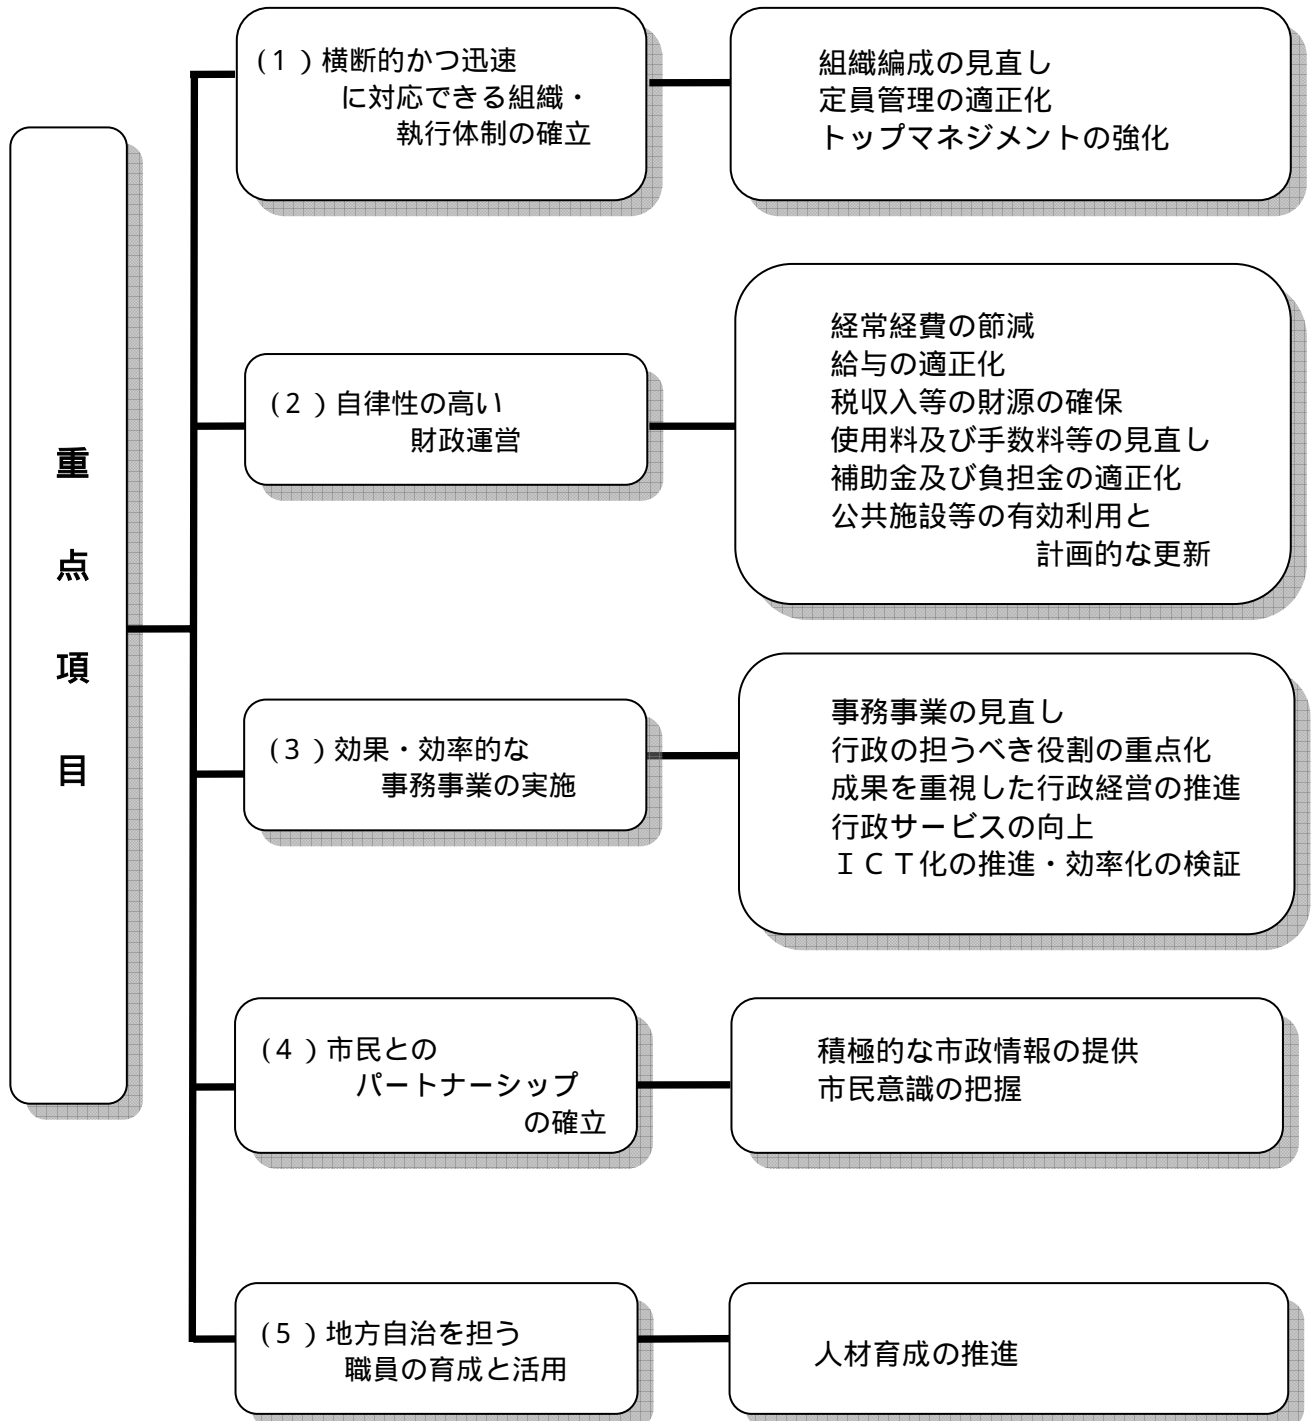 重点項目
(1)横断的かつ迅速
に対応できる組織・
執行体制の確立
組織編成の見直し
定員管理の適正化
トップマネジメントの強化
(2)自律性の高い
財政運営
経常経費の節減
給与の適正化
税収入等の財源の確保
使用料及び手数料等の見直し
補助金及び負担金の適正化
公共施設等の有効利用と
計画的な更新
(3)効果・効率的な
事務事業の実施
事務事業の見直し
行政の担うべき役割の重点化
成果を重視した行政経営の推進
行政サービスの向上
ICT化の推進・効率化の検証
(4)市民との
パートナーシップ
の確立
積極的な市政情報の提供
市民意識の把握
(5)地方自治を担う
職員の育成と活用
人材育成の推進